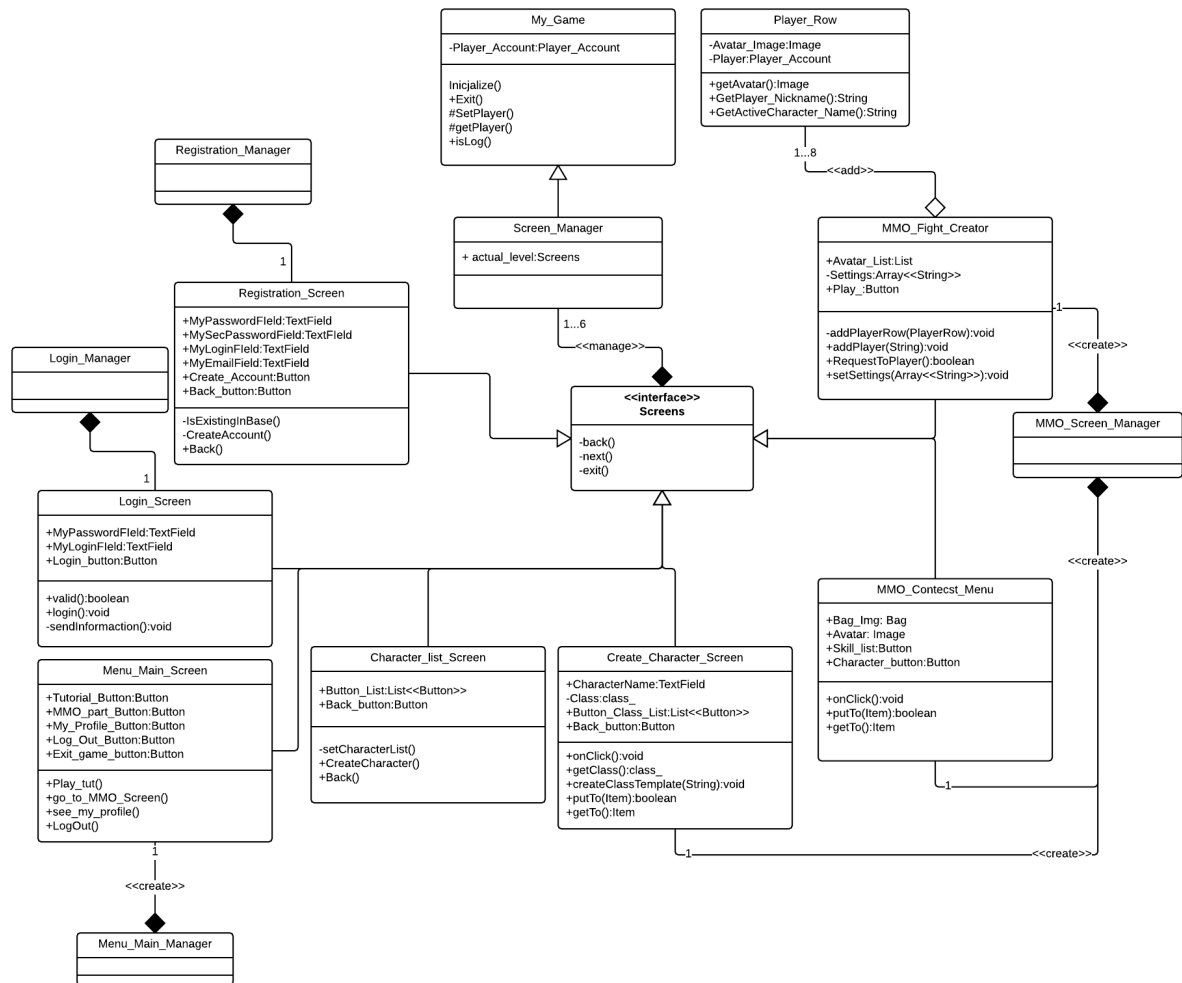 My_Game
-Player_Account:Player_Account
Inicjalize()
+Exit()
#SetPlayer()
#getPlayer()
+isLog()
Player_Row
-Avatar_Image:Image
-Player:Player_Account
+getAvatar():Image
+GetPlayer_Nickname():String
+GetActiveCharacter_Name():String
1...8
<<add>>
Registration_Manager
1
Screen_Manager
+ actual_level:Screens
1...6
<<manage>>
MMO_Fight_Creator
+Avatar_List:List
-Settings:Array<<String>>
+Play_:Button
-addPlayerRow(PlayerRow):void
+addPlayer(String):void
+RequestToPlayer():boolean
+setSettings(Array<<String>>):void
1
<<create>>
Registration_Screen
+MyPasswordFIeld:TextField
+MySecPasswordField:TextFIeld
+MyLoginFIeld:TextField
+MyEmailField:TextField
+Create_Account:Button
+Back_button:Button
-IsExistingInBase()
-CreateAccount()
+Back()
Login_Manager
1
<<interface>>
Screens
-back()
-next()
-exit()
MMO_Screen_Manager
<<create>>
Login_Screen
+MyPasswordFIeld:TextField
+MyLoginFIeld:TextField
+Login_button:Button
+valid():boolean
+login():void
-sendInformaction():void
MMO_Contecst_Menu
+Bag_Img: Bag
+Avatar: Image
+Skill_list:Button
+Character_button:Button
+onClick():void
+putTo(Item):boolean
+getTo():Item
1
Menu_Main_Screen
+Tutorial_Button:Button
+MMO_part_Button:Button
+My_Profile_Button:Button
+Log_Out_Button:Button
+Exit_game_button:Button
+Play_tut()
+go_to_MMO_Screen()
+see_my_profile()
+LogOut()
Character_list_Screen
+Button_List:List<<Button>>
+Back_button:Button
-setCharacterList()
+CreateCharacter()
+Back()
Create_Character_Screen
+CharacterName:TextField
-Class:class_
+Button_Class_List:List<<Button>>
+Back_button:Button
+onClick():void
+getClass():class_
+createClassTemplate(String):void
+putTo(Item):boolean
+getTo():Item
1
<<create>>
1
<<create>>
Menu_Main_Manager